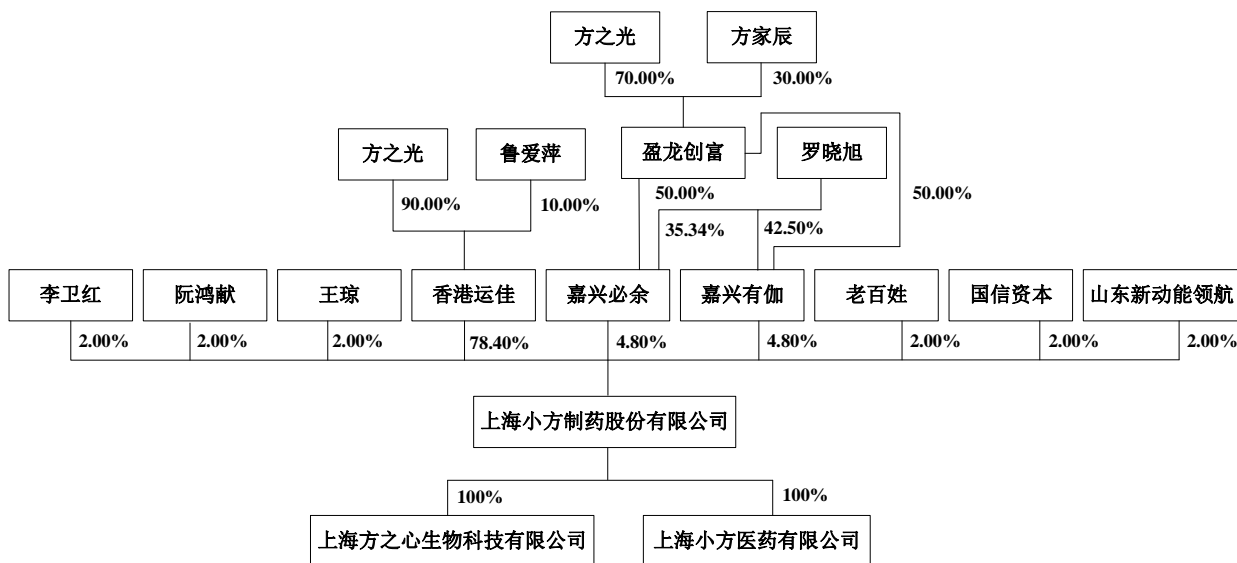 方之光
方家辰
70.00%
30.00%
方之光
鲁爱萍
盈龙创富
罗晓旭
90.00%
10.00%
50.00%
50.00%
35.34%
42.50%
李卫红
阮鸿献
王琼
香港运佳
嘉兴必余
嘉兴有伽
老百姓
国信资本
山东新动能领航
2.00%
2.00%
2.00%
78.40%
4.80%
4.80%
2.00%
2.00%
2.00%
上海小方制药股份有限公司
100%
100%
上海方之心生物科技有限公司
上海小方医药有限公司